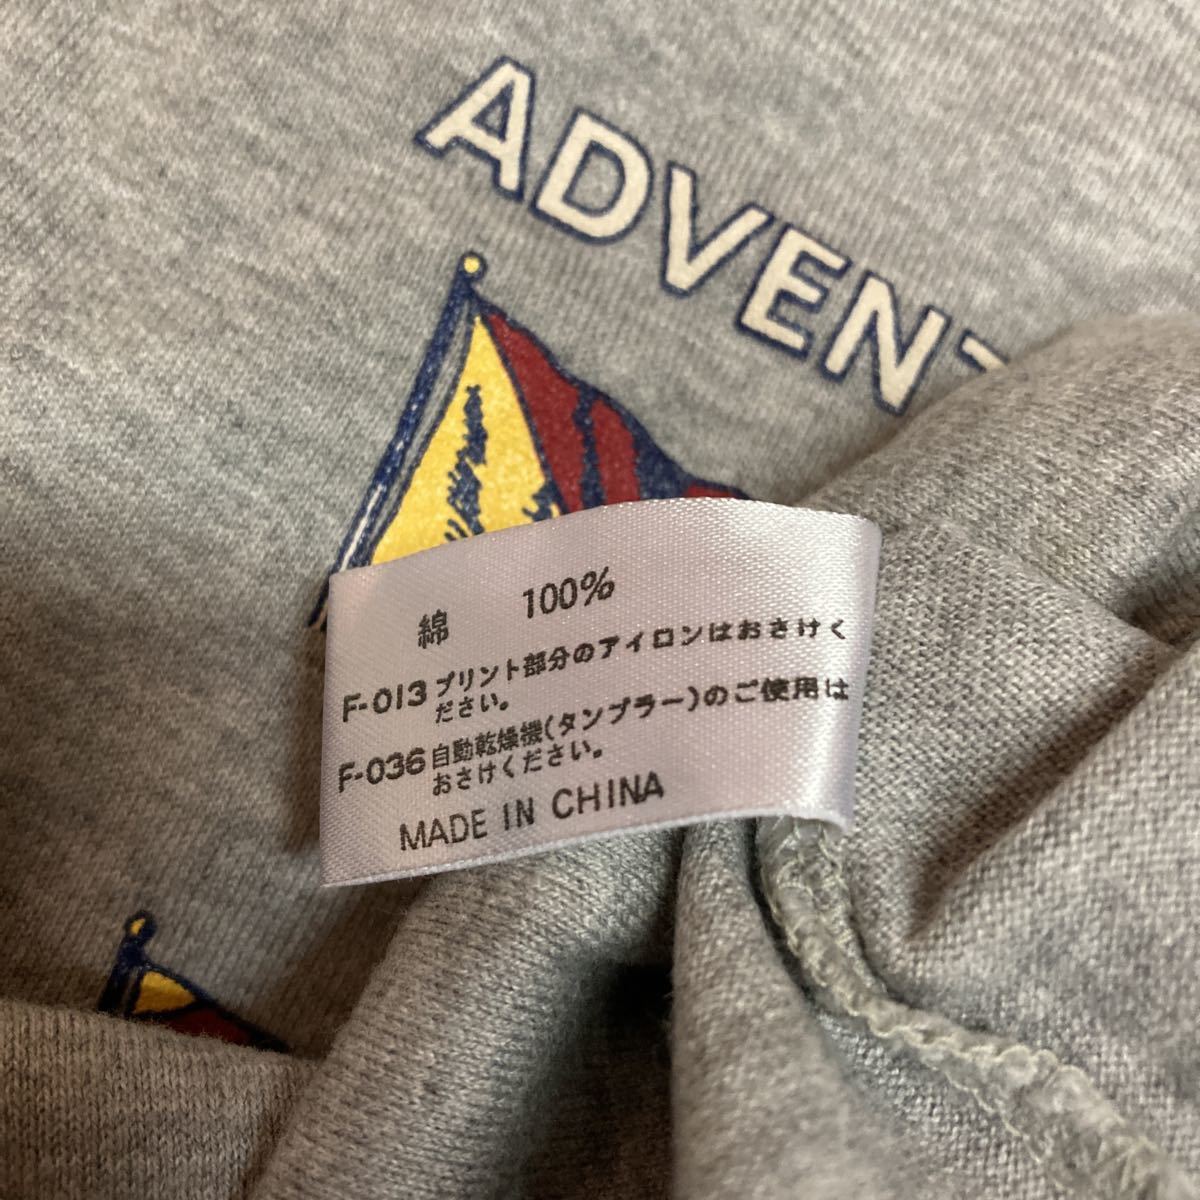 ADVENT
綿 100%
F-013 プリント部分のアイロンはおさけく
ださい。
F-036 自動乾燥機(タンブラー)のご使用は
おさけください。
MADE IN CHINA